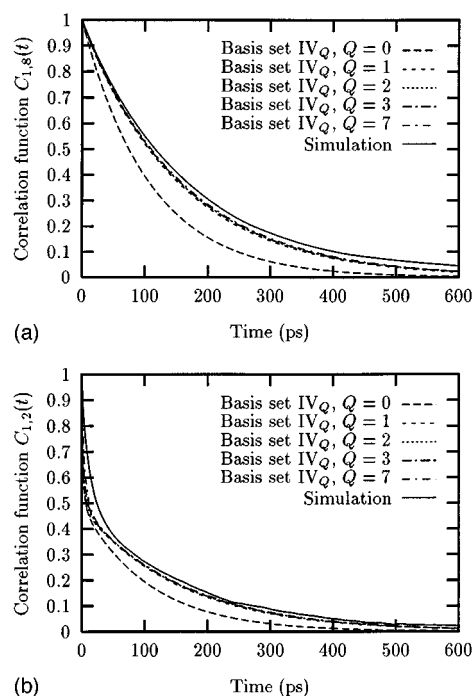 Correlation function C1,8(t)
1
0.9
0.8
0.7
0.6
0.5
0.4
0.3
0.2
0.1
0
Basis set IVQ, Q = 0
Basis set IVQ, Q = 1
Basis set IVQ, Q = 2
Basis set IVQ, Q = 3
Basis set IVQ, Q = 7
Simulation
0 100 200 300 400 500 600
(a) Time (ps)
Correlation function C1,2(t)
1
0.9
0.8
0.7
0.6
0.5
0.4
0.3
0.2
0.1
0
Basis set IVQ, Q = 0
Basis set IVQ, Q = 1
Basis set IVQ, Q = 2
Basis set IVQ, Q = 3
Basis set IVQ, Q = 7
Simulation
0 100 200 300 400 500 600
(b) Time (ps)